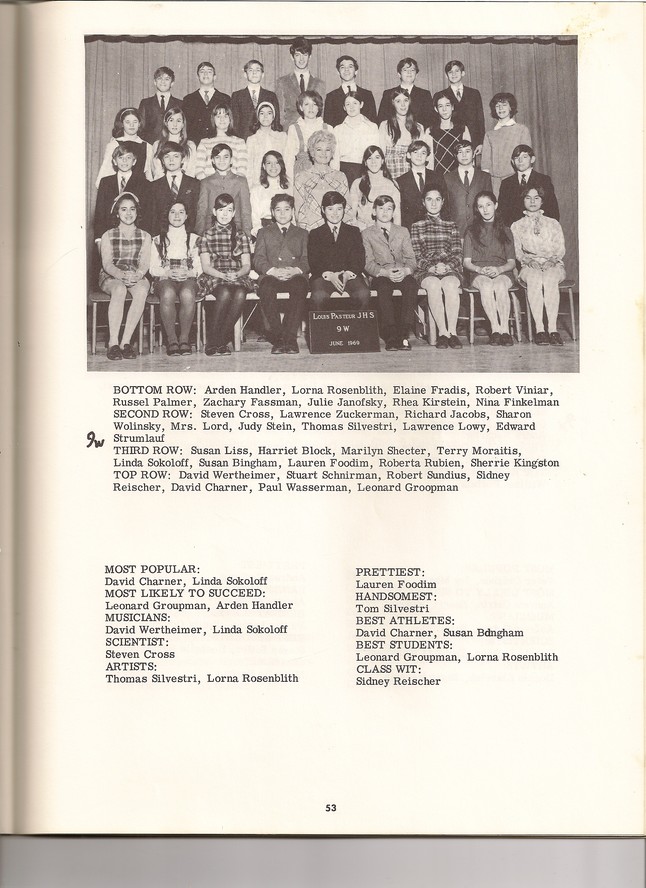 LOUIS PASTEUR J H S
9-W
JUNE 1969
BOTTOM ROW: Arden Handler, Lorna Rosenblith, Elaine Fradis, Robert Viniar,
Russel Palmer, Zachary Fassman, Julie Janofsky, Rhea Kirstein, Nina Finkelman
SECOND ROW: Steven Cross, Lawrence Zuckerman, Richard Jacobs, Sharon
Wolinsky, Mrs. Lord, Judy Stein, Thomas Silvestri, Lawrence Lowy, Edward
Strumlauf
9w
THIRD ROW: Susan Liss, Harriet Block, Marilyn Shecter, Terry Moraitis,
Linda Sokoloff, Susan Bingham, Lauren Foodim, Roberta Rubien, Sherrie Kingston
TOP ROW: David Wertheimer, Stuart Schnirman, Robert Sundius, Sidney
Reischer, David Charner, Paul Wasserman, Leonard Groopman
MOST POPULAR:
David Charner, Linda Sokoloff
MOST LIKELY TO SUCCEED:
Leonard Groupman, Arden Handler
MUSICIANS:
David Wertheimer, Linda Sokoloff
SCIENTIST:
Steven Cross
ARTISTS:
Thomas Silvestri, Lorna Rosenblith
PRETTIEST:
Lauren Foodim
HANDSOMEST:
Tom Silvestri
BEST ATHLETES:
David Charner, Susan Bingham
BEST STUDENTS:
Leonard Groupman, Lorna Rosenblith
CLASS WIT:
Sidney Reischer
53